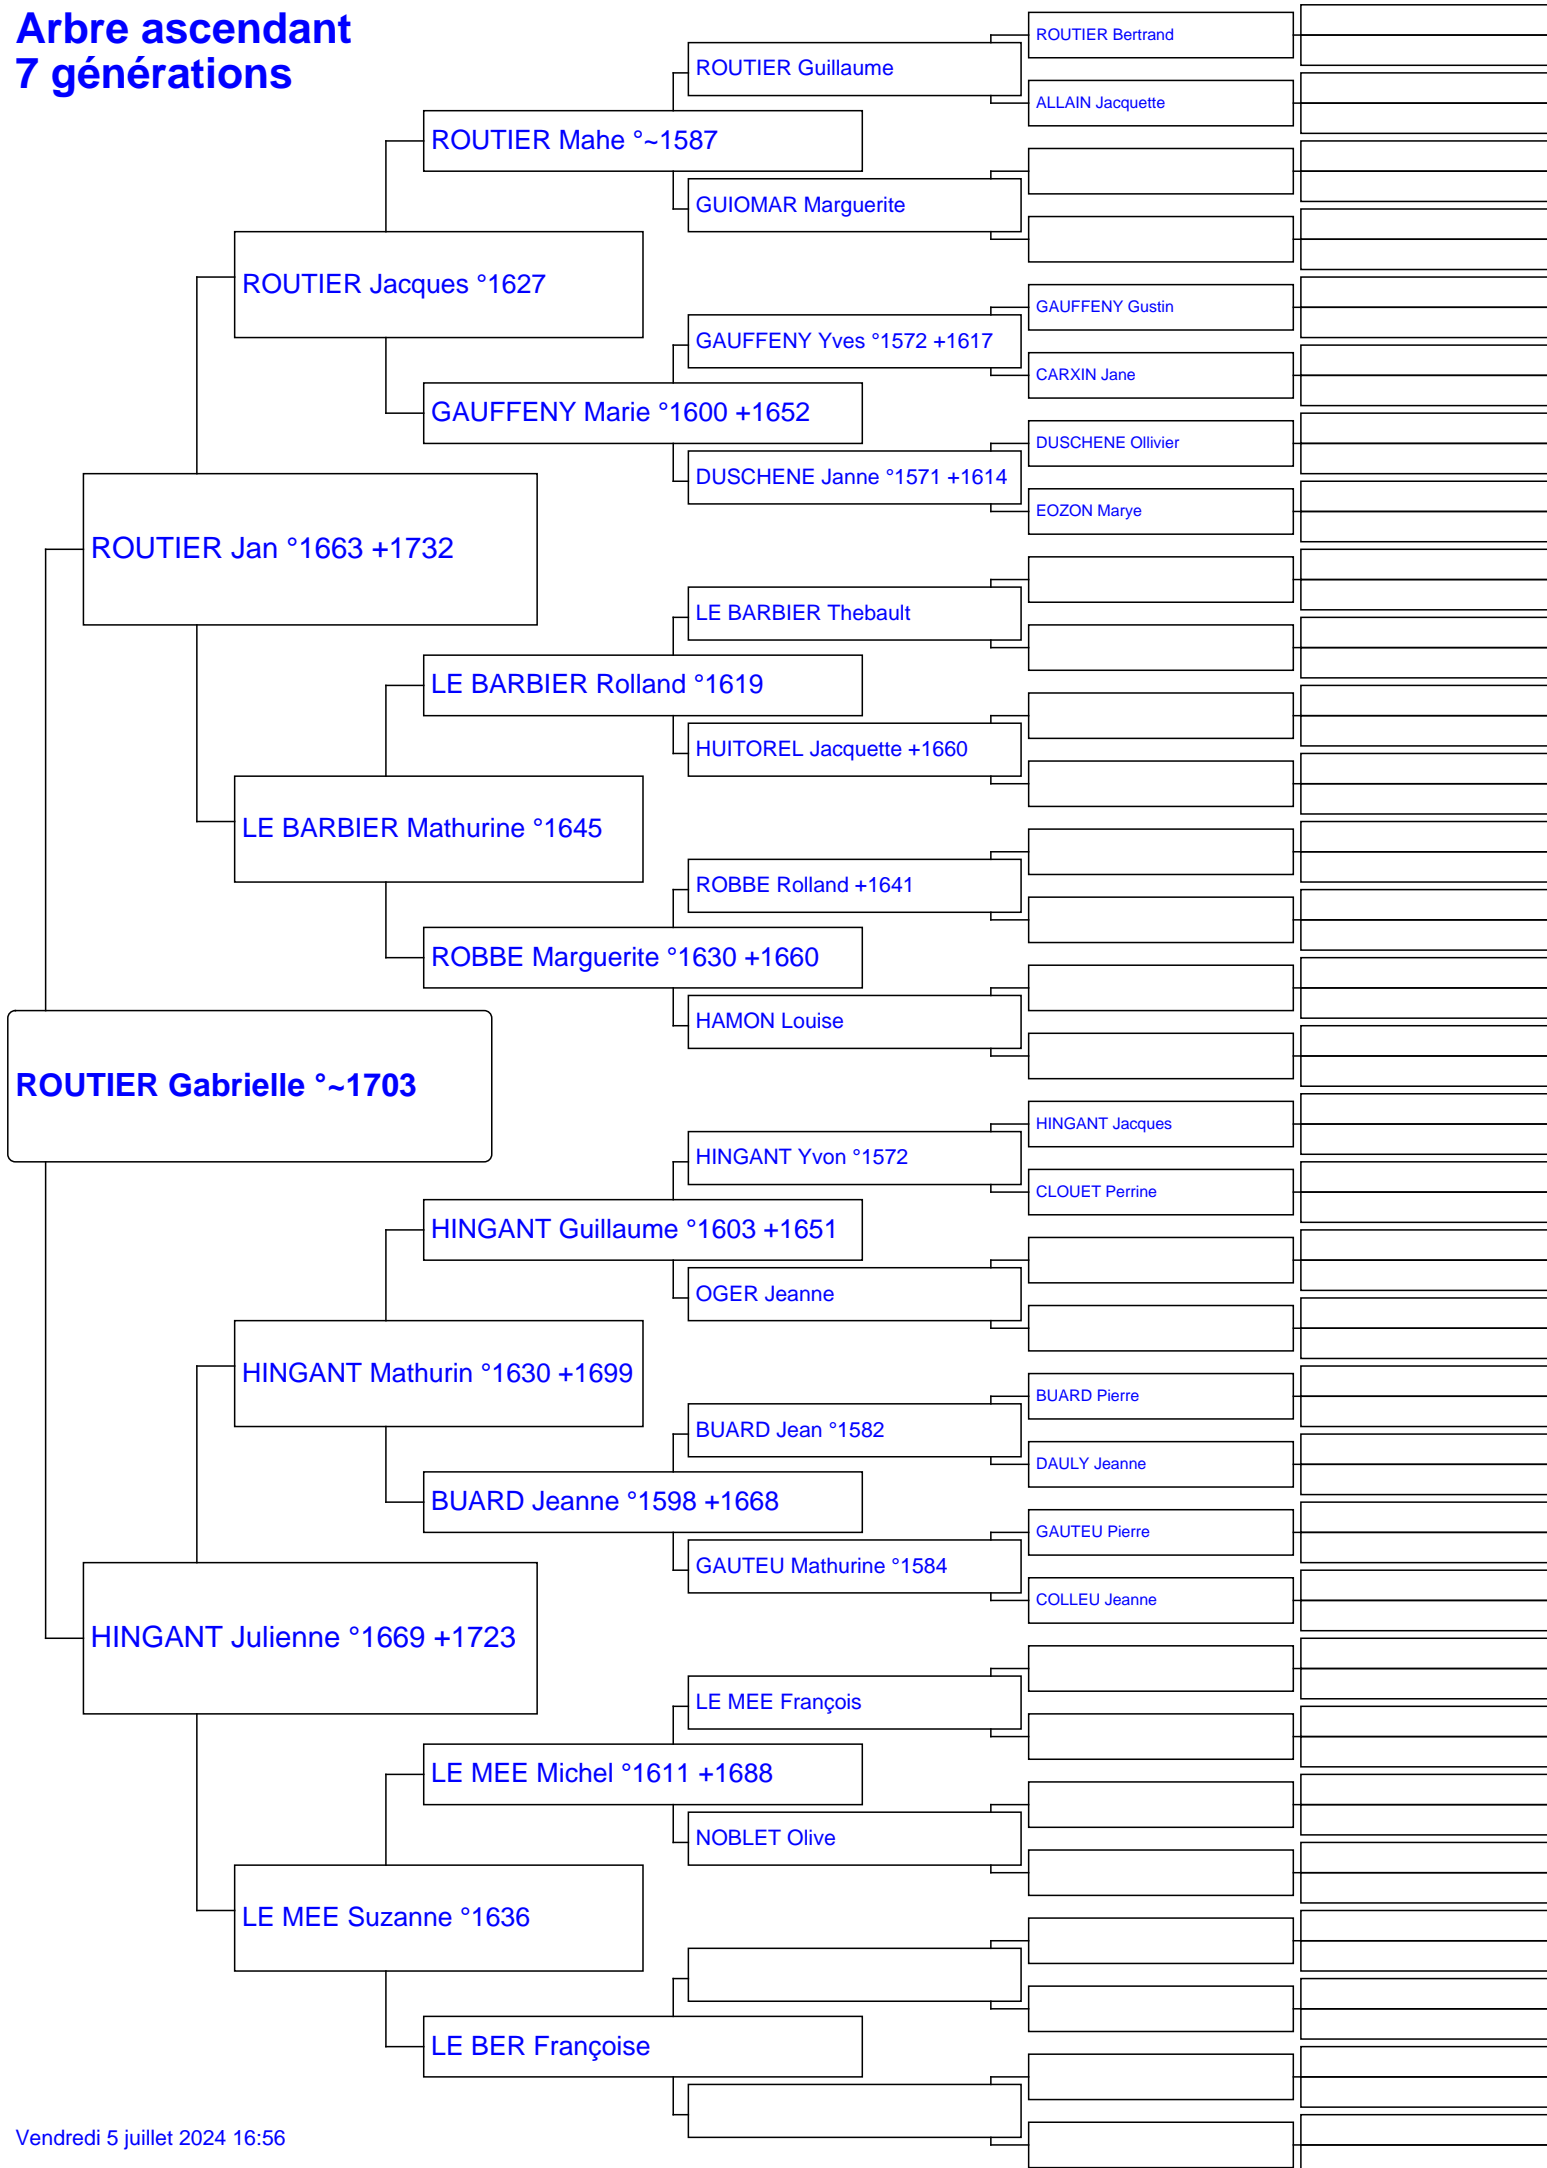 Arbre ascendant
7 générations
ROUTIER Bertrand
ROUTIER Guillaume
ALLAIN Jacquette
ROUTIER Mahe °~1587
GUIOMAR Marguerite
ROUTIER Jacques °1627
GAUFFENY Gustin
GAUFFENY Yves °1572 +1617
CARXIN Jane
GAUFFENY Marie °1600 +1652
DUSCHENE Ollivier
DUSCHENE Janne °1571 +1614
EOZON Marye
ROUTIER Jan °1663 +1732
LE BARBIER Thebault
LE BARBIER Rolland °1619
HUITOREL Jacquette +1660
LE BARBIER Mathurine °1645
ROBBE Rolland +1641
ROBBE Marguerite °1630 +1660
HAMON Louise
ROUTIER Gabrielle °~1703
HINGANT Jacques
HINGANT Yvon °1572
CLOUET Perrine
HINGANT Guillaume °1603 +1651
OGER Jeanne
HINGANT Mathurin °1630 +1699
BUARD Pierre
BUARD Jean °1582
DAULY Jeanne
BUARD Jeanne °1598 +1668
GAUTEU Pierre
GAUTEU Mathurine °1584
COLLEU Jeanne
HINGANT Julienne °1669 +1723
LE MEE François
LE MEE Michel °1611 +1688
NOBLET Olive
LE MEE Suzanne °1636
LE BER Françoise
Vendredi 5 juillet 2024 16:56